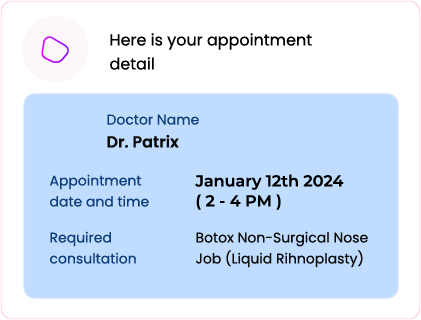 Here is your appointment
detail
Doctor Name
Dr. Patrix
Appointment
date and time
January 12th 2024
( 2 - 4 PM )
Required
consultation
Botox Non-Surgical Nose
Job (Liquid Rihnoplasty)